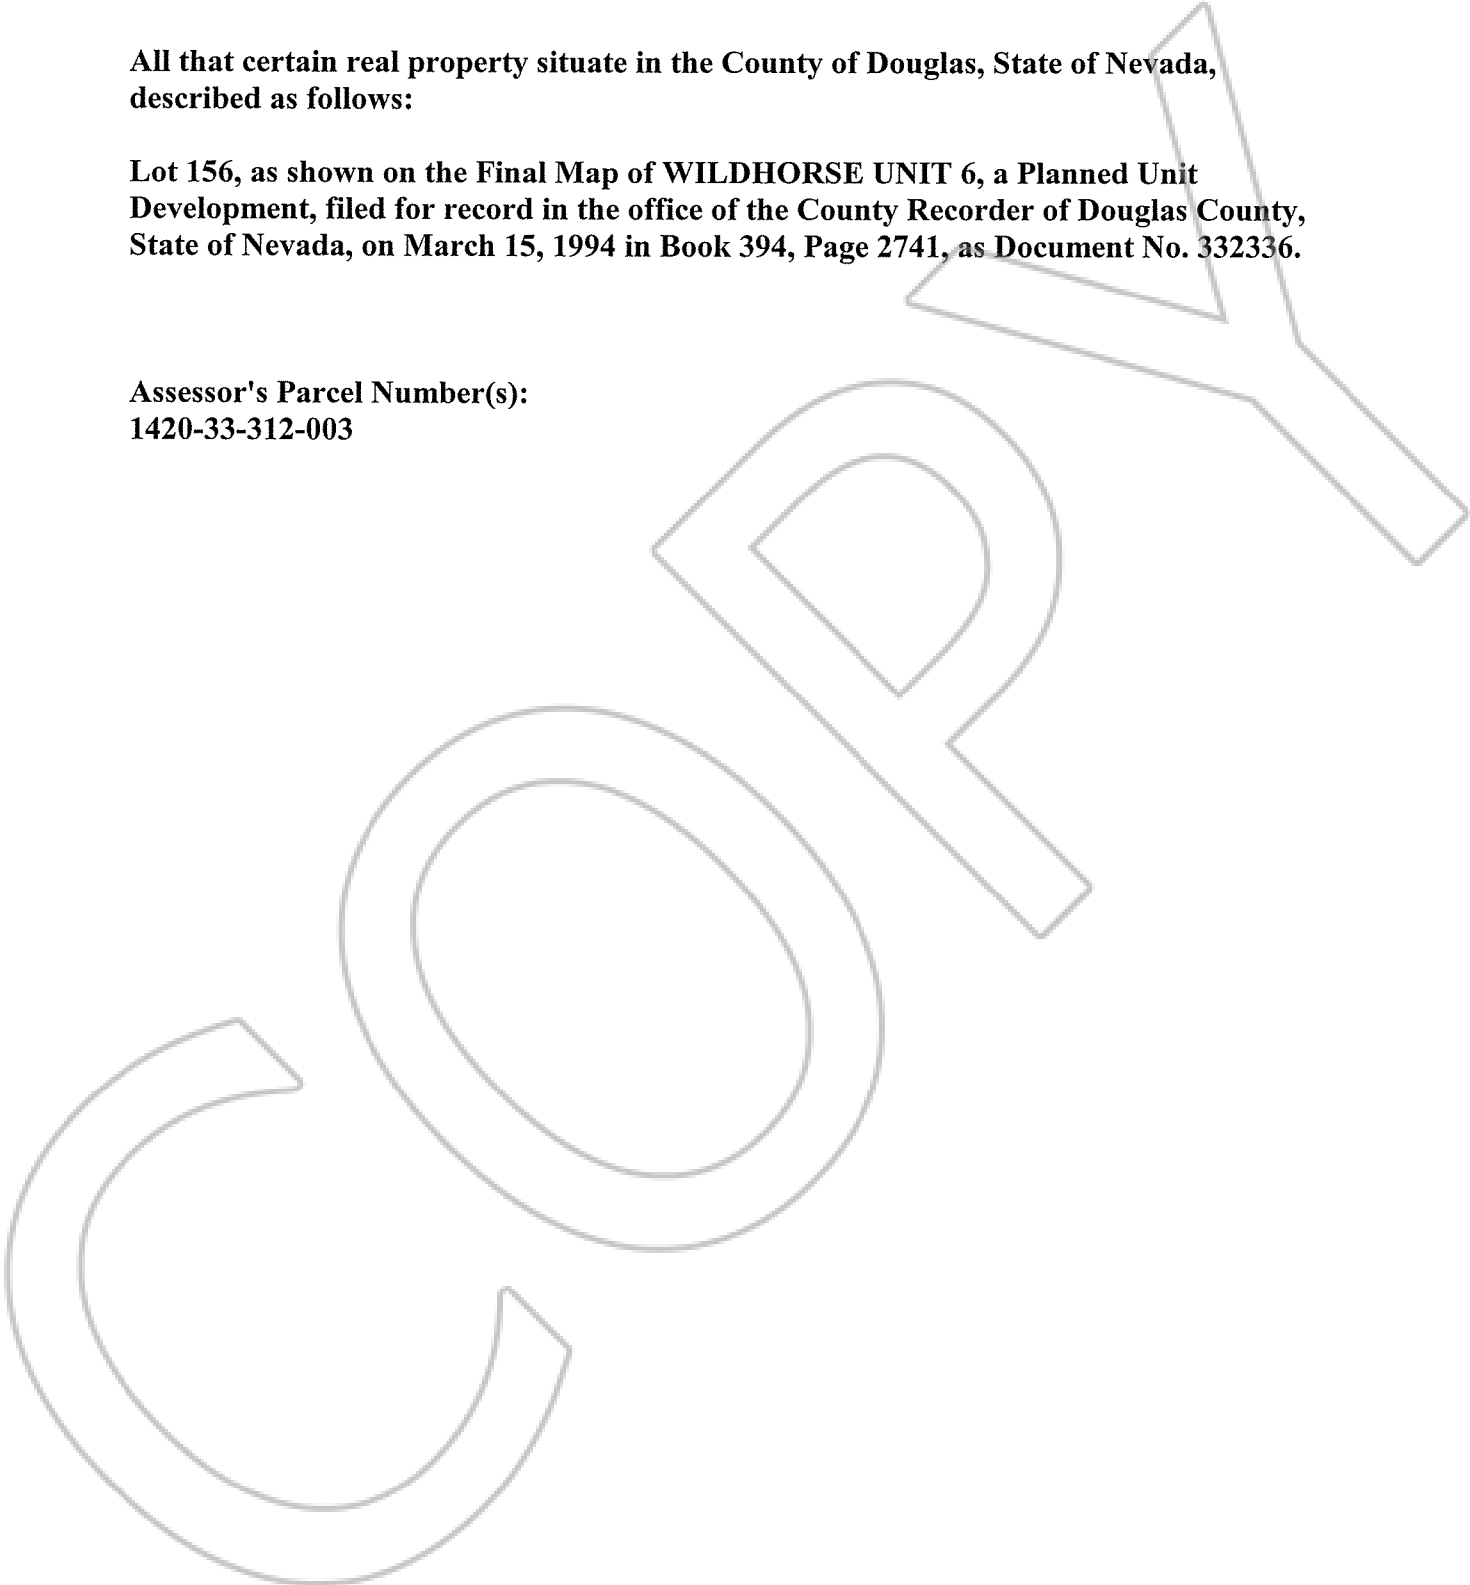 All that certain real property situate in the County of Douglas, State of Nevada,
described as follows:
Lot 156, as shown on the Final Map of WILDHORSE UNIT 6, a Planned Unit
Development, filed for record in the office of the County Recorder of Douglas County,
State of Nevada, on March 15, 1994 in Book 394, Page 2741, as Document No. 332336.
Assessor's Parcel Number(s):
1420-33-312-003
COPY